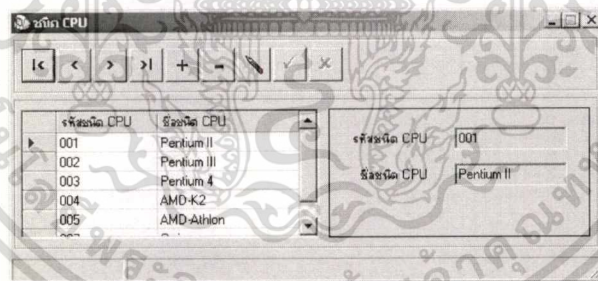 ชนิด CPU
รหัสชนิด CPU ชื่อชนิด CPU
001 Pentium II
002 Pentium III
003 Pentium 4
004 AMD-K2
005 AMD-Athlon
รหัสชนิด CPU 001
ชื่อชนิด CPU Pentium II